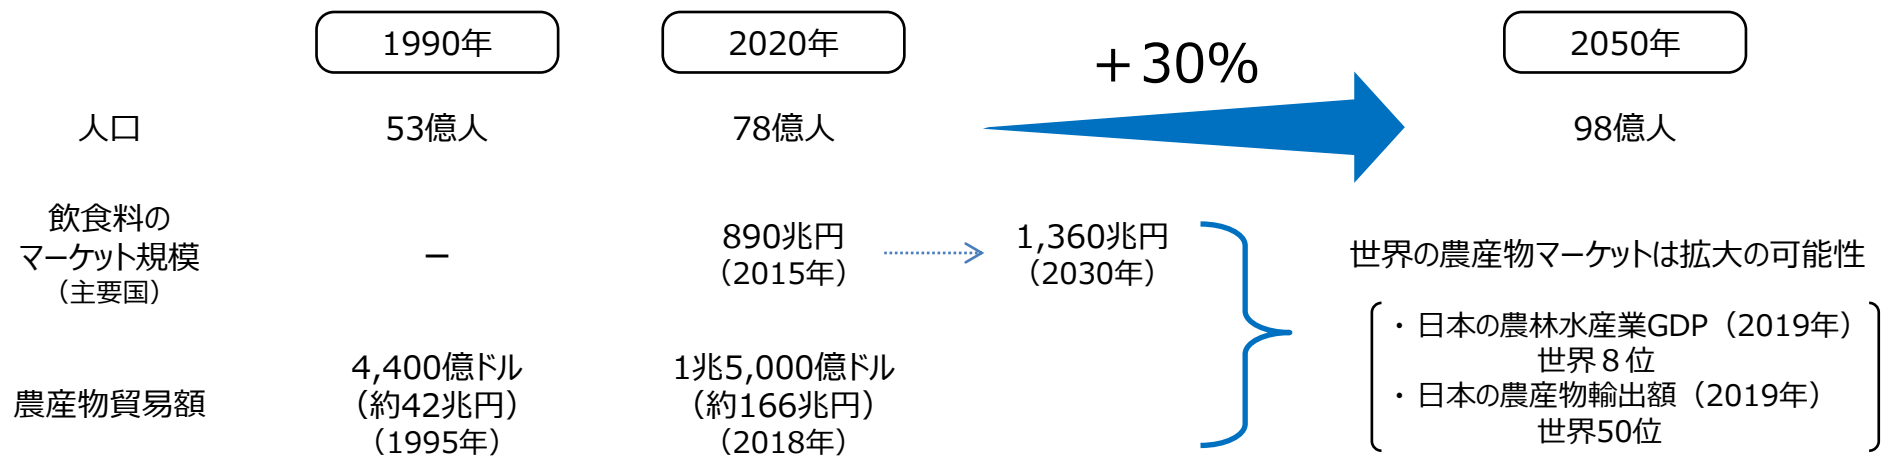 1990年
2020年
+30%
2050年
人口
53億人
78億人
98億人
飲食料の
マーケット規模
（主要国）
－
890兆円
（2015年）
1,360兆円
（2030年）
世界の農産物マーケットは拡大の可能性
農産物貿易額
4,400億ドル
（約42兆円）
（1995年）
1兆5,000億ドル
（約166兆円）
（2018年）
・日本の農林水産業GDP（2019年）
世界８位
・日本の農産物輸出額（2019年）
世界50位